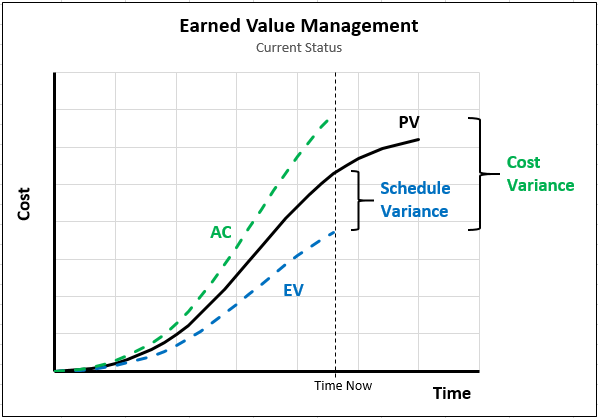 Earned Value Management
Current Status
PV
Cost
Variance
Schedule
Variance
Cost
AC
EV
Time Now
Time